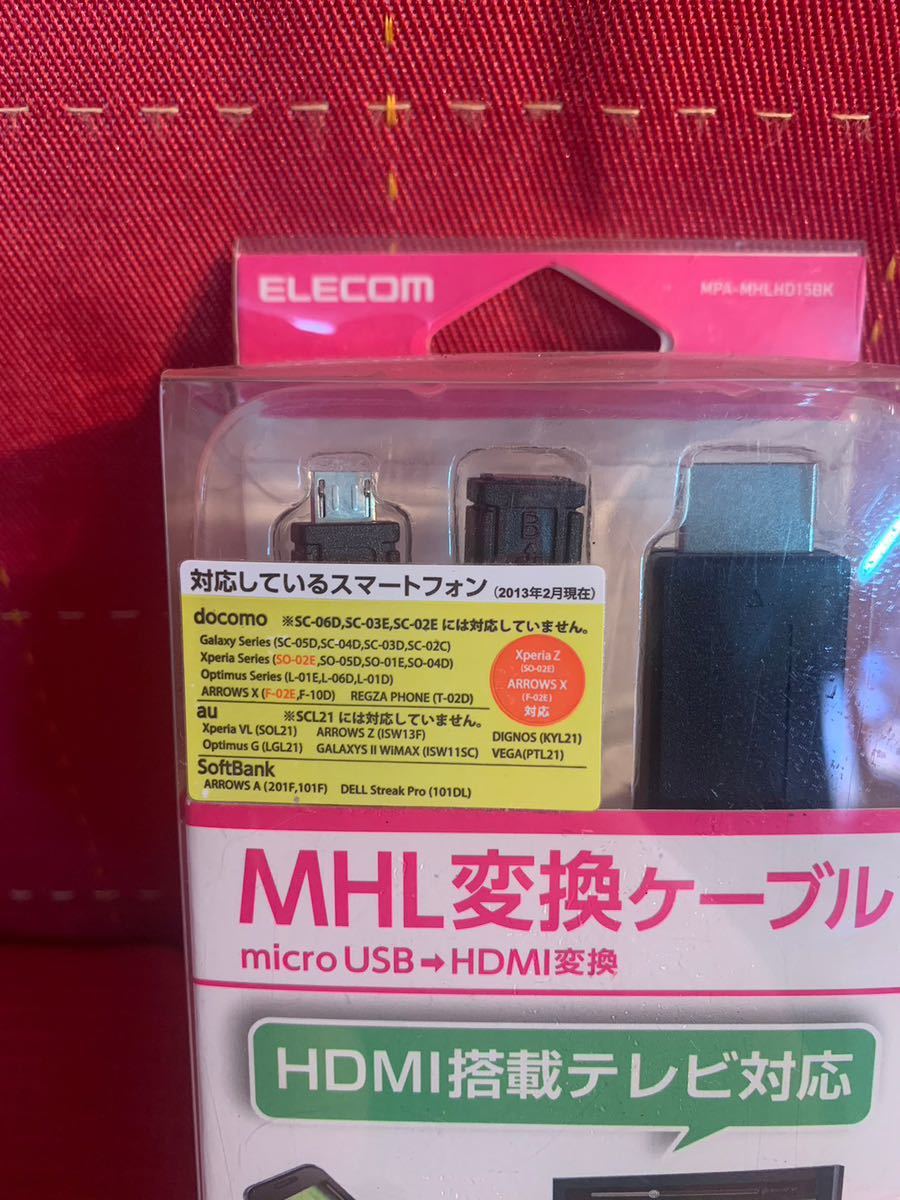 ELECOM
MPA-MHLHD15BK
B
対応しているスマートフォン (2013年2月現在)
docomo ※SC-06D,SC-03E,SC-02E には対応していません。
Galaxy Series (SC-05D,SC-04D,SC-03D,SC-02C)
Xperia Series (SO-02E,SO-05D,SO-01E,SO-04D)
Optimus Series (L-01E,L-06D,L-01D)
ARROWS X (F-02E,F-10D) REGZA PHONE (T-02D)
Xperia Z
(SO-02E)
ARROWS X
(F-02E)
対応
au ※SCL21 には対応していません。
Xperia VL (SOL21) ARROWS Z (ISW13F) DIGNOS (KYL21)
Optimus G (LGL21) GALAXYS II WiMAX (ISW11SC) VEGA(PTL21)
SoftBank
ARROWS A (201F,101F) DELL Streak Pro (101DL)
MHL変換ケーブル
micro USB➡HDMI変換
HDMI搭載テレビ対応